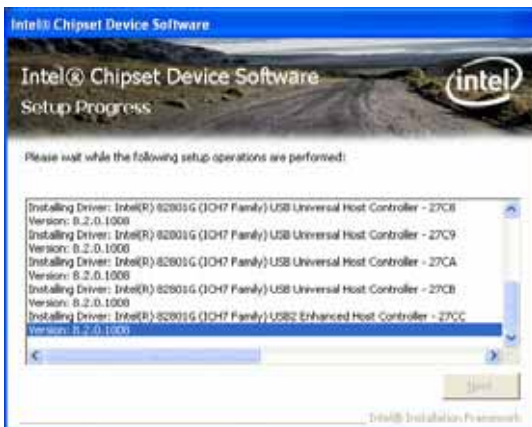 Intel® Chipset Device Software
Intel® Chipset Device Software
intel
Setup Progress
Please wait while the following setup operations are performed:
Installing Driver: Intel(R) 82801G (ICH7 Family) USB Universal Host Controller - 27C8
Version: 8.2.0.1008
Installing Driver: Intel(R) 82801G (ICH7 Family) USB Universal Host Controller - 27C9
Version: 8.2.0.1008
Installing Driver: Intel(R) 82801G (ICH7 Family) USB Universal Host Controller - 27CA
Version: 8.2.0.1008
Installing Driver: Intel(R) 82801G (ICH7 Family) USB Universal Host Controller - 27CB
Version: 8.2.0.1008
Installing Driver: Intel(R) 82801G (ICH7 Family) USB2 Enhanced Host Controller - 27CC
Version: 8.2.0.1008
Next
Intel® Installation Framework